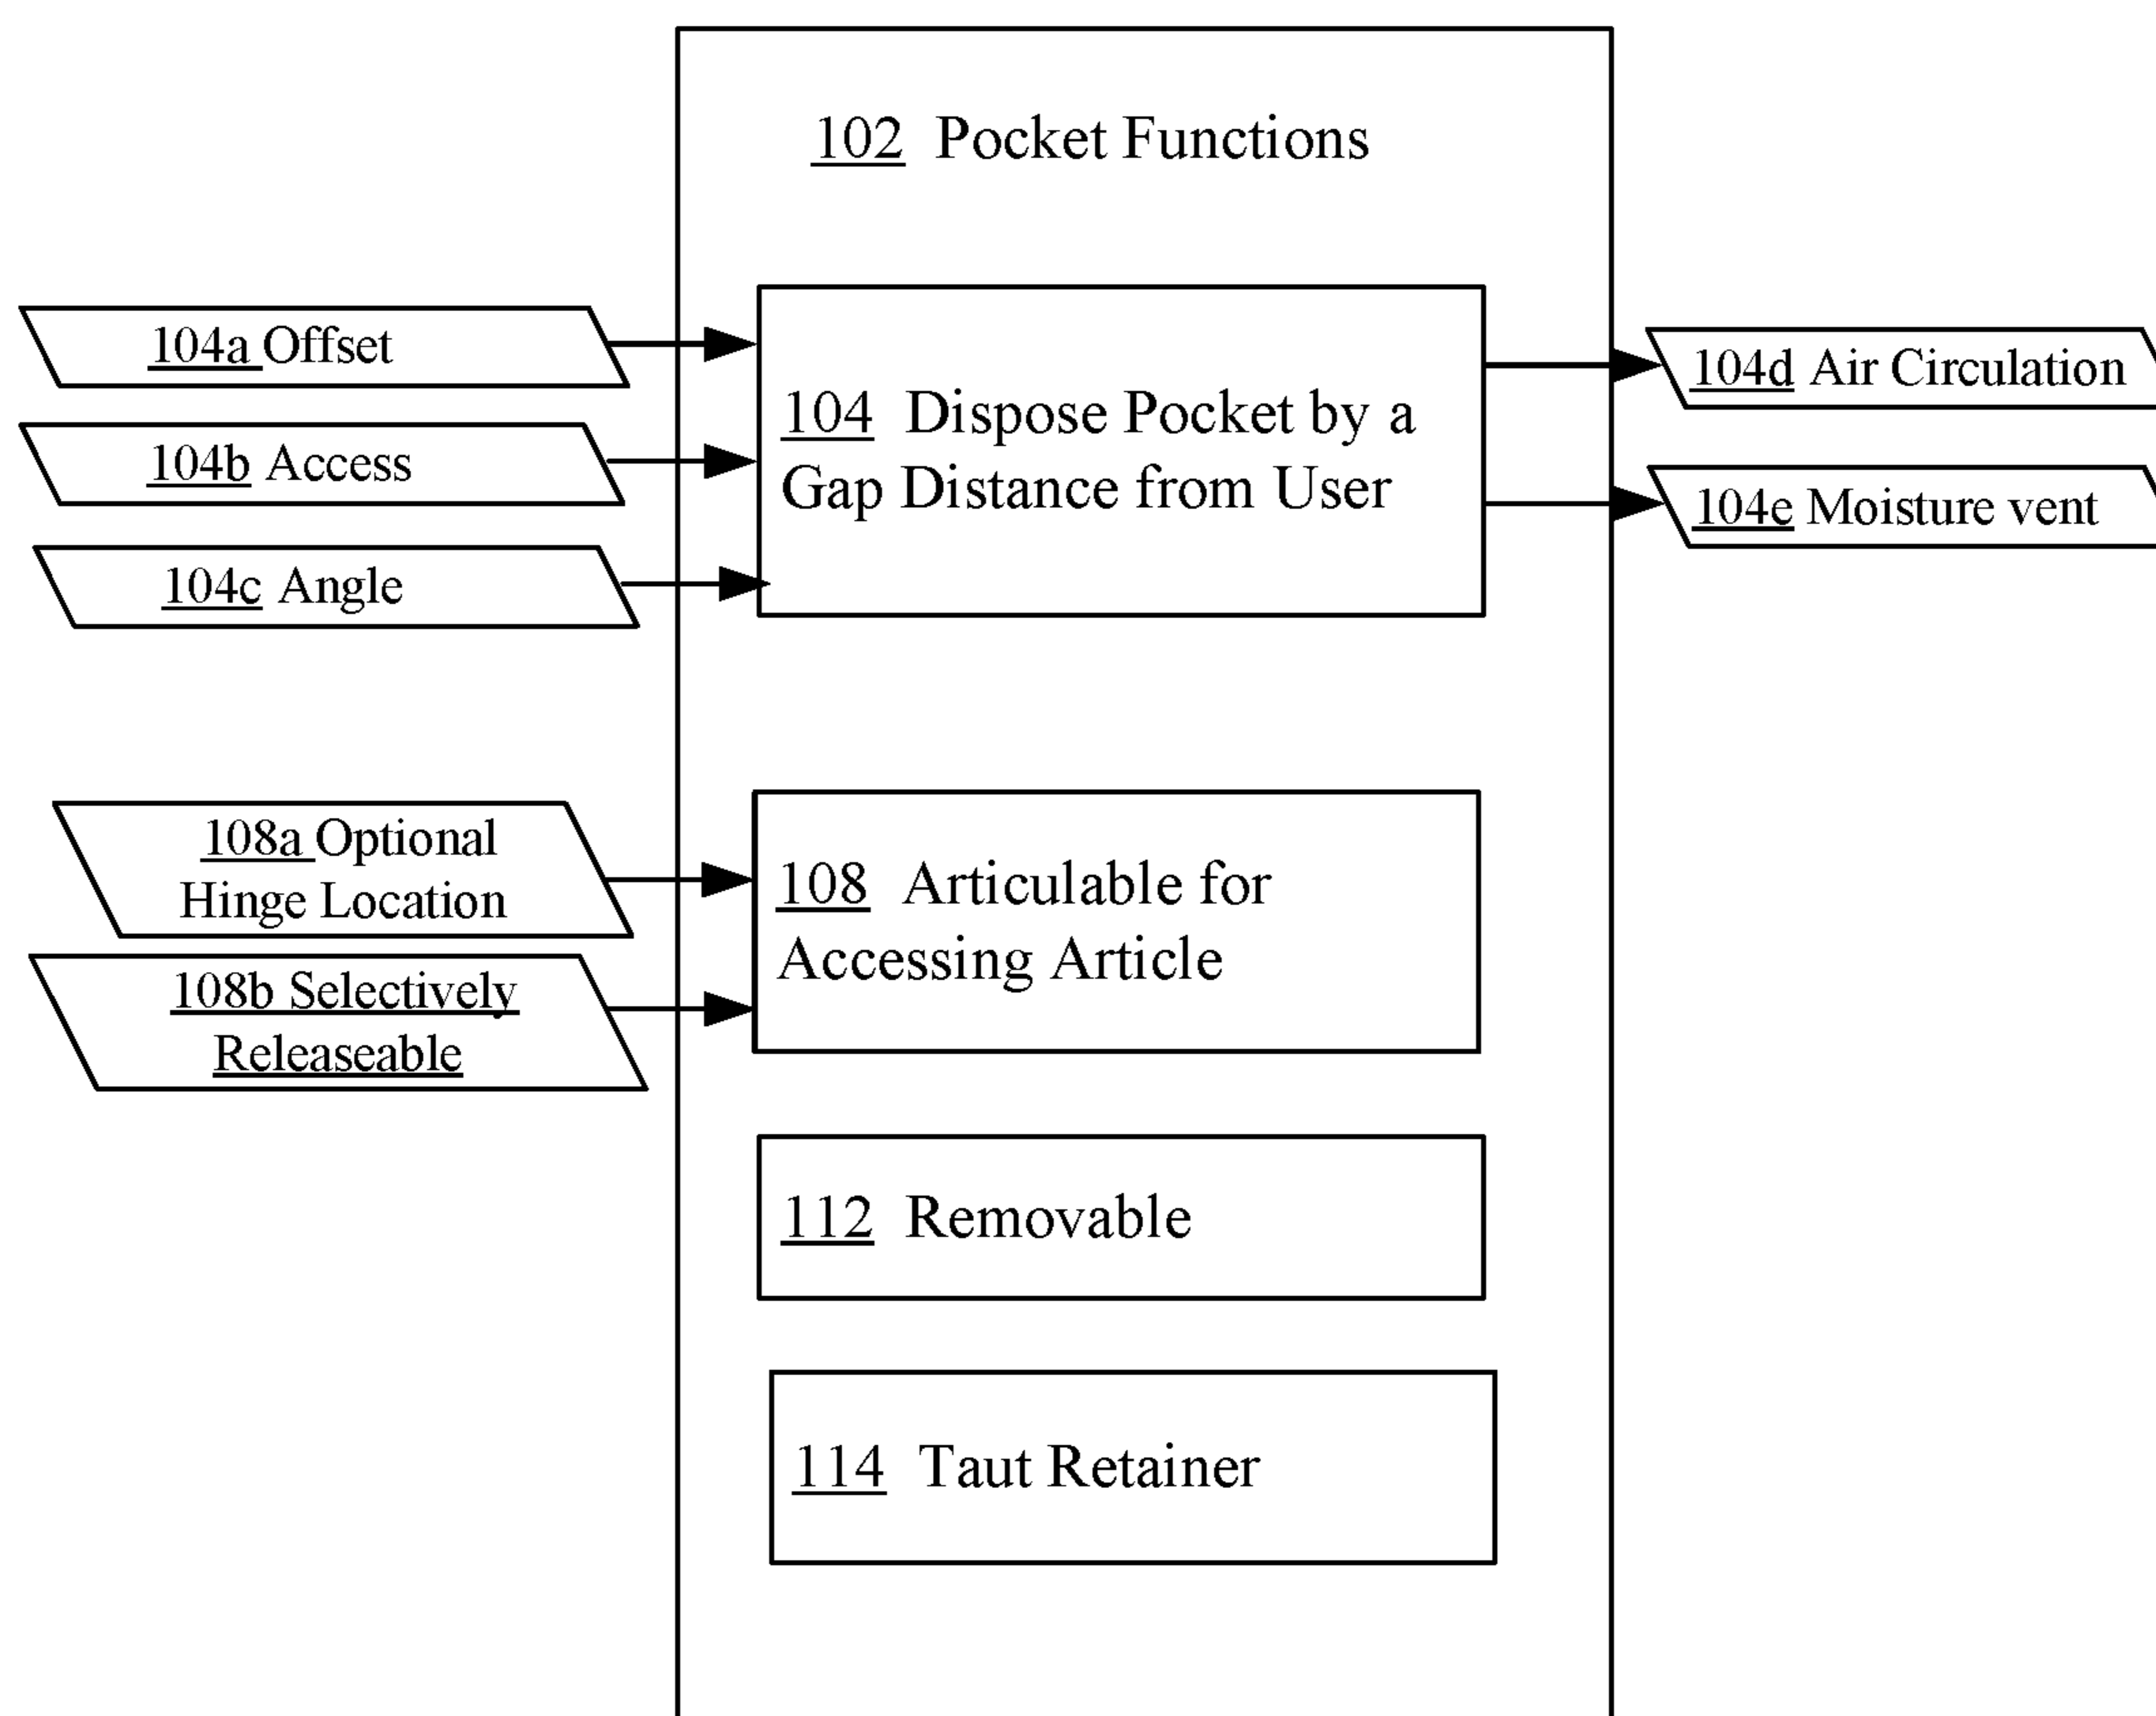 102 Pocket Functions
104a Offset
104b Access
104c Angle
104 Dispose Pocket by a
Gap Distance from User
104d Air Circulation
104e Moisture vent
108a Optional
Hinge Location
108b Selectively
Releaseable
108 Articulable for
Accessing Article
112 Removable
114 Taut Retainer